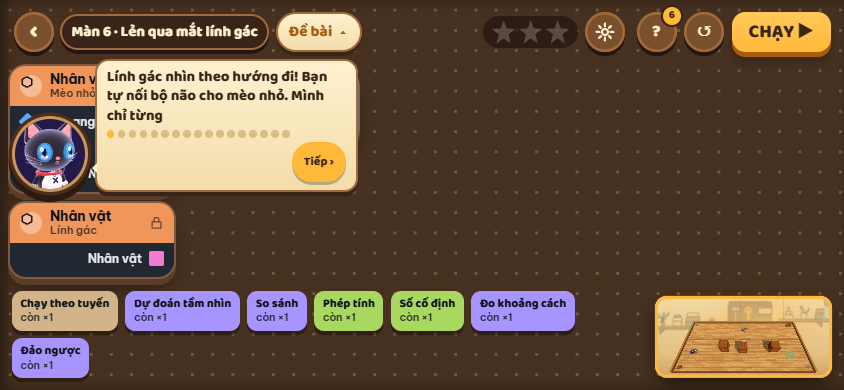 Màn 6 · Lẻn qua mắt lính gác
Đề bài
?
6
CHẠY
Nhân v
Mèo nhỏ
Lính gác nhìn theo hướng đi! Bạn
tự nối bộ não cho mèo nhỏ. Mình
chỉ từng
Tiếp ›
ang
N
Nhân vật
Lính gác
Nhân vật
Chạy theo tuyến
còn ×1
Dự đoán tầm nhìn
còn ×1
So sánh
còn ×1
Phép tính
còn ×1
Số cố định
còn ×1
Đo khoảng cách
còn ×1
Đảo ngược
còn ×1